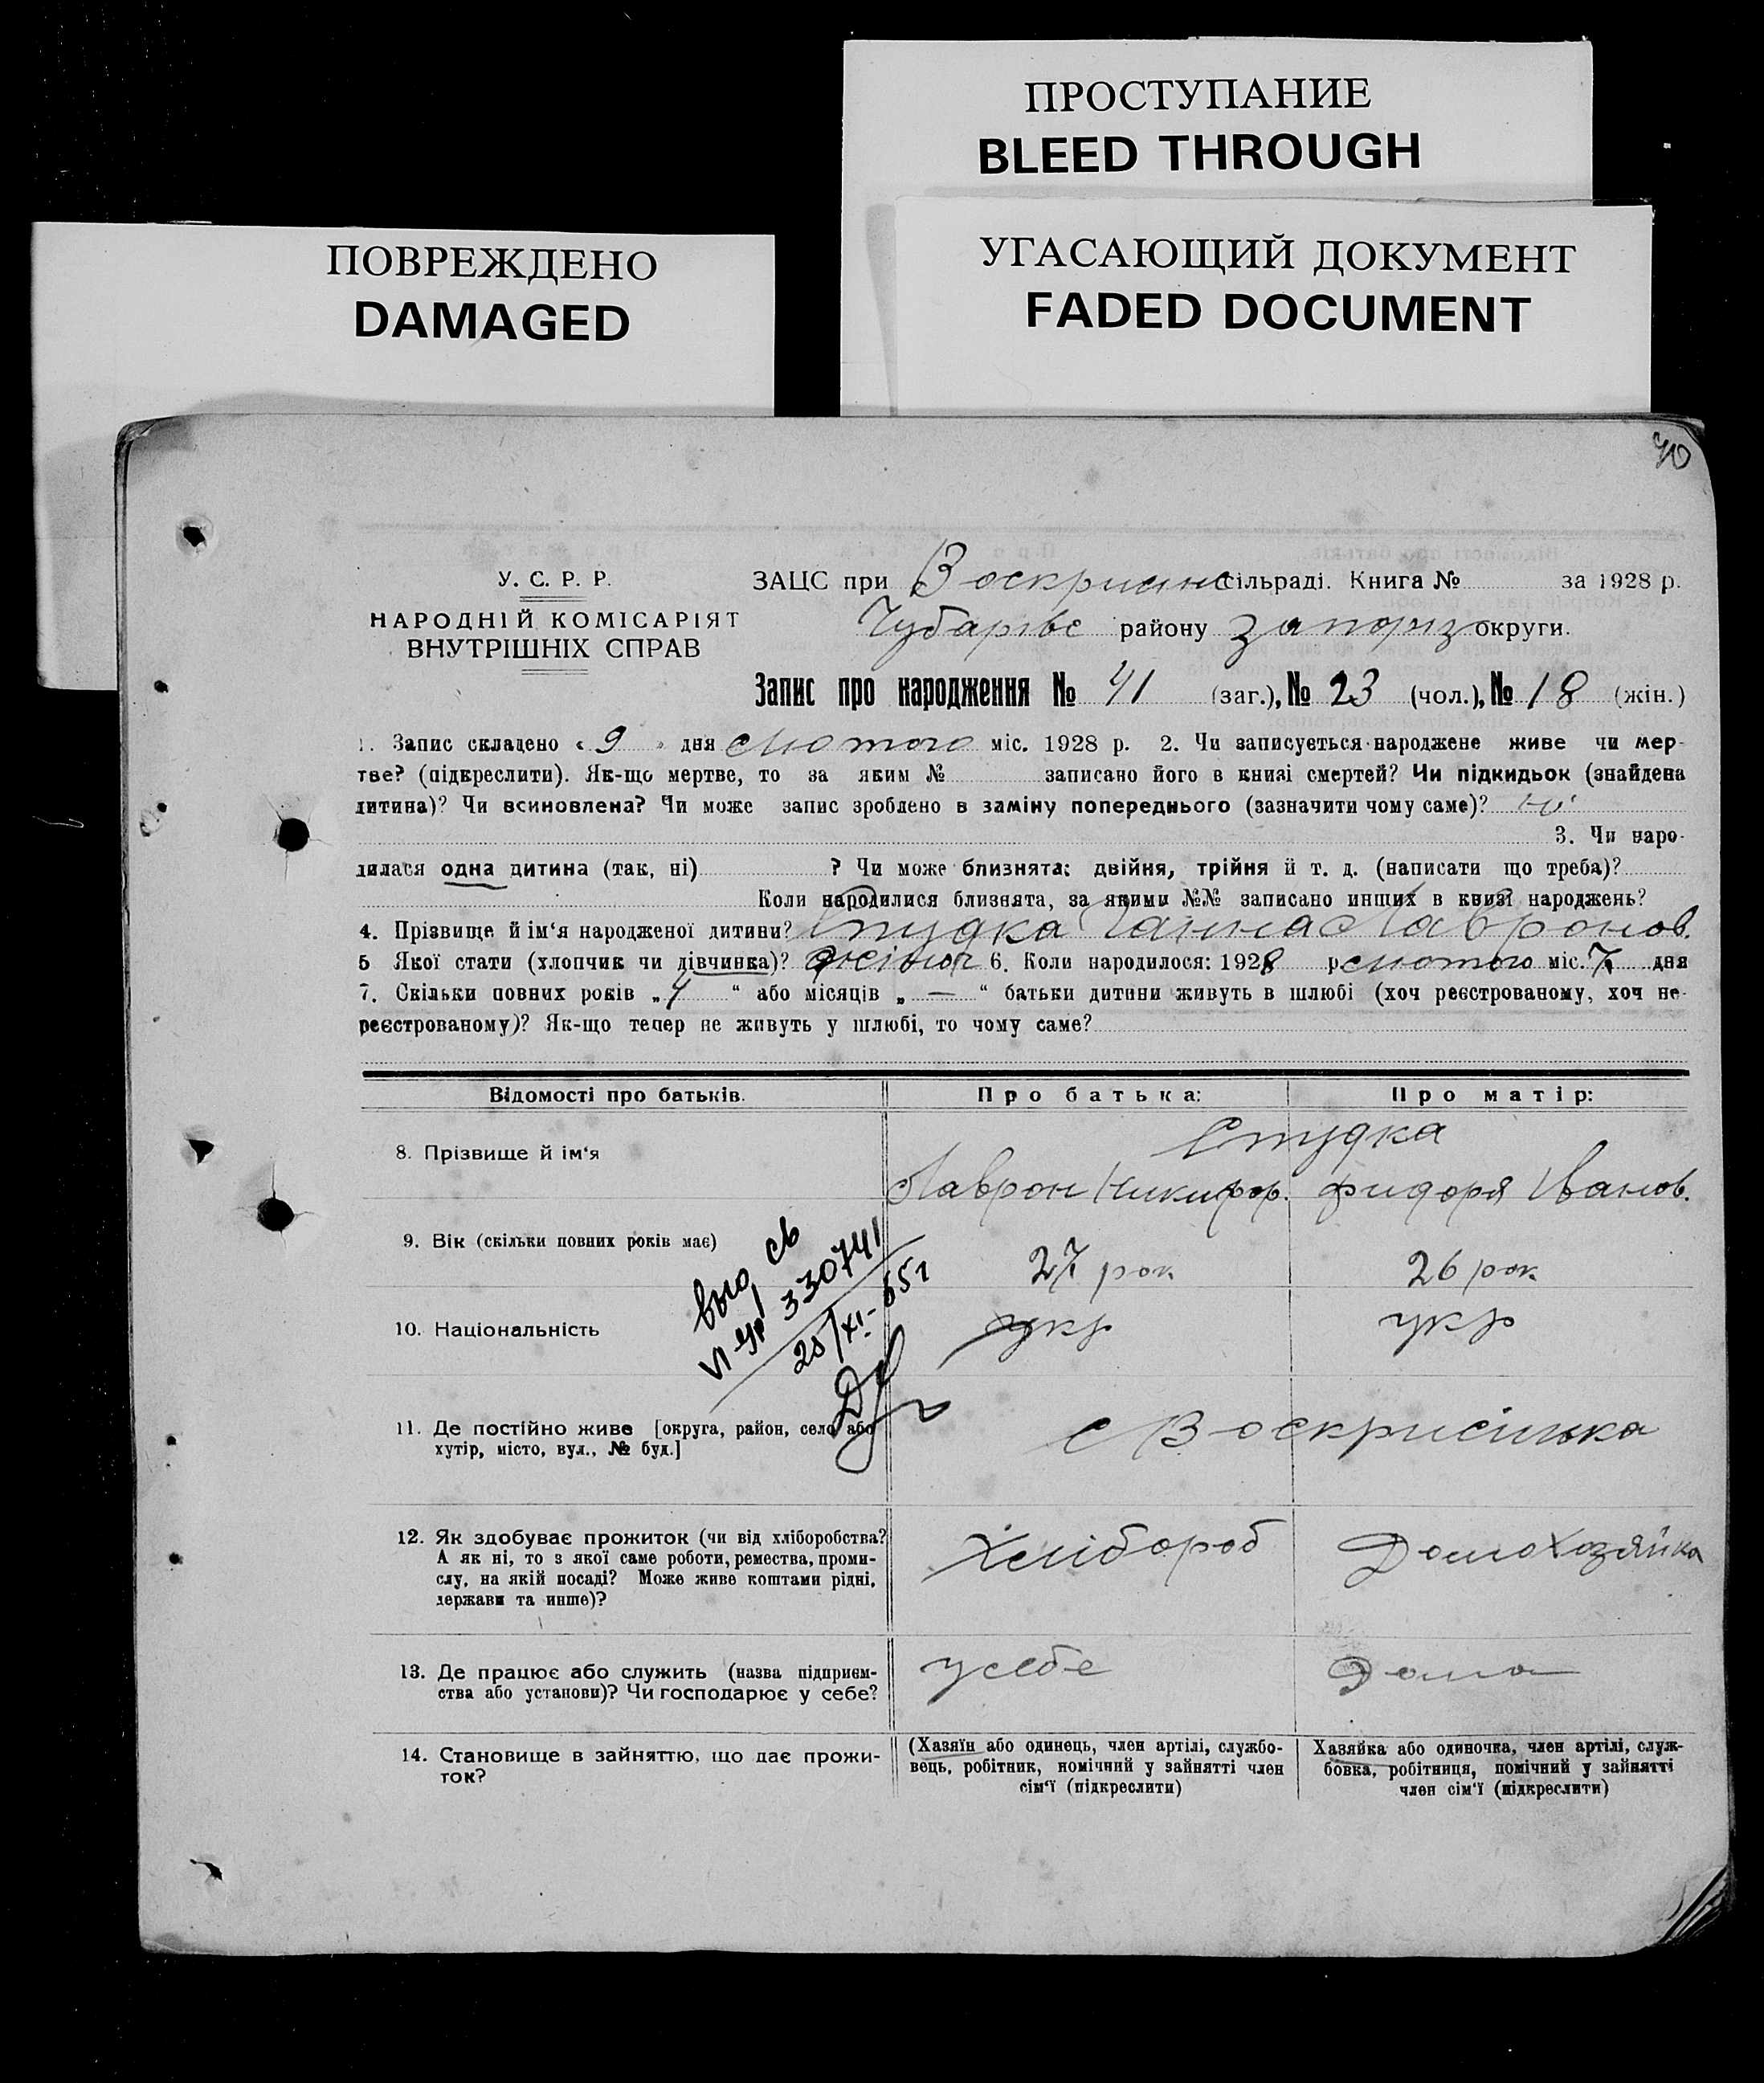 ПРОСТУПАНИЕ
BLEED THROUGH
УГАСАЮЩИЙ ДОКУМЕНТ
FADED DOCUMENT
ПОВРЕЖДЕНО
DAMAGED
40
У. С. Р. Р.
НАРОДНІЙ КОМІСАРІЯТ
ВНУТРІШНІХ СПРАВ
ЗАЦС при Воскрисинс сільраді. Книга № за 1928 р.
Чубарівс району Запоріз округи.
Запис про народження № 41 (заг.), № 23 (чол.), № 18 (жін.)
1. Запис складено « 9 » дня лютого міс. 1928 р. 2. Чи записується народжене живе чи мер-
тве? (підкреслити). Як-що мертве, то за яким № записано його в книзі смертей? Чи підкидьок (знайдена
дитина)? Чи всиновлена? Чи може запис зроблено в заміну попереднього (зазначити чому саме)? ні
3. Чи наро-
дилася одна дитина (так, ні) ? Чи може близнята: двійня, трійня й т. д. (написати що треба)?
Коли народилися близнята, за якими №№ записано инших в книзі народжень?
4. Прізвище й ім‘я народженої дитини? Студка Ганна Лавронов.
5 Якої стати (хлопчик чи дівчинка)? жіноч 6. Коли народилося: 1928 р лютого міс. 7 дня
7. Скільки повних років „ 4 “ або місяців „ — “ батьки дитини живуть в шлюбі (хоч реєстрованому, хоч не-
реєстрованому)? Як-що тепер не живуть у шлюбі, то чому саме?
Відомості про батьків.
Про батька:
Про матір:
8. Прізвище й ім‘я
Студка
Лаврон Никифор.
Фидоря Иванов.
9. Вік (скільки повних років має)
27 рок
26 рок
выд св
VI-яр 330741
25/XI-65г
10. Національність
укр
укр
11. Де постійно живе [округа, район, село або
хутір, місто, вул., № буд.]
с Воскрисінка
12. Як здобуває прожиток (чи від хліборобства?
А як ні, то з якої саме роботи, ремества, проми-
слу, на якій посаді? Може живе коштами рідні,
держави та инше)?
Хлібороб
Домохозяйка
13. Де працює або служить (назва підприєм-
ства або установи)? Чи господарює у себе?
у себе
Дома
14. Становище в зайняттю, що дає прожи-
ток?
(Хазяїн або одинець, член артілі, службо-
вець, робітник, помічний у зайнятті член
сім‘ї (підкреслити)
Хазяйка або одиночка, член артілі, служ-
бовка, робітниця, помічний у зайнятті
член сім‘ї (підкреслити)